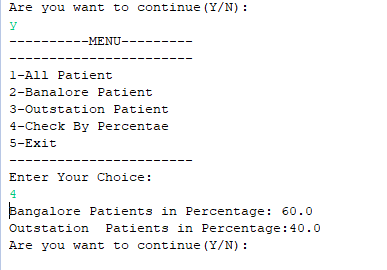 Are you want to continue(Y/N):
y
----------MENU---------
-----------------------
1-All Patient
2-Banalore Patient
3-Outstation Patient
4-Check By Percentae
5-Exit
-----------------------
Enter Your Choice:
4
Bangalore Patients in Percentage: 60.0
Outstation  Patients in Percentage:40.0
Are you want to continue(Y/N):